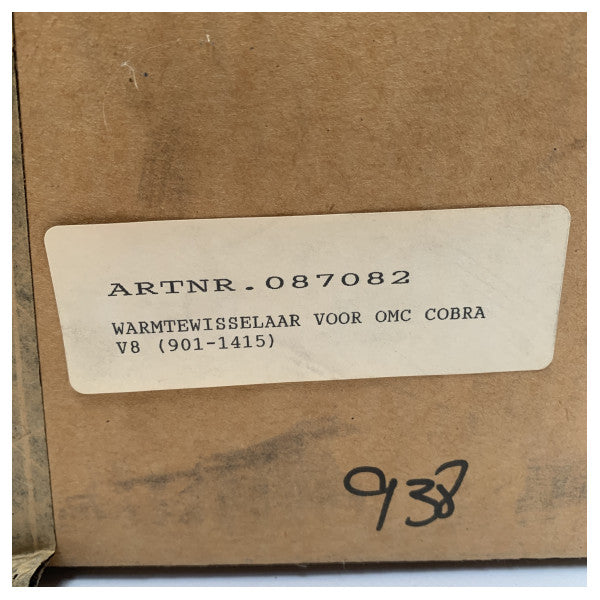 ARTNR.087082
WARMTEWISSELAAR VOOR OMC COBRA
V8 (901-1415)
938